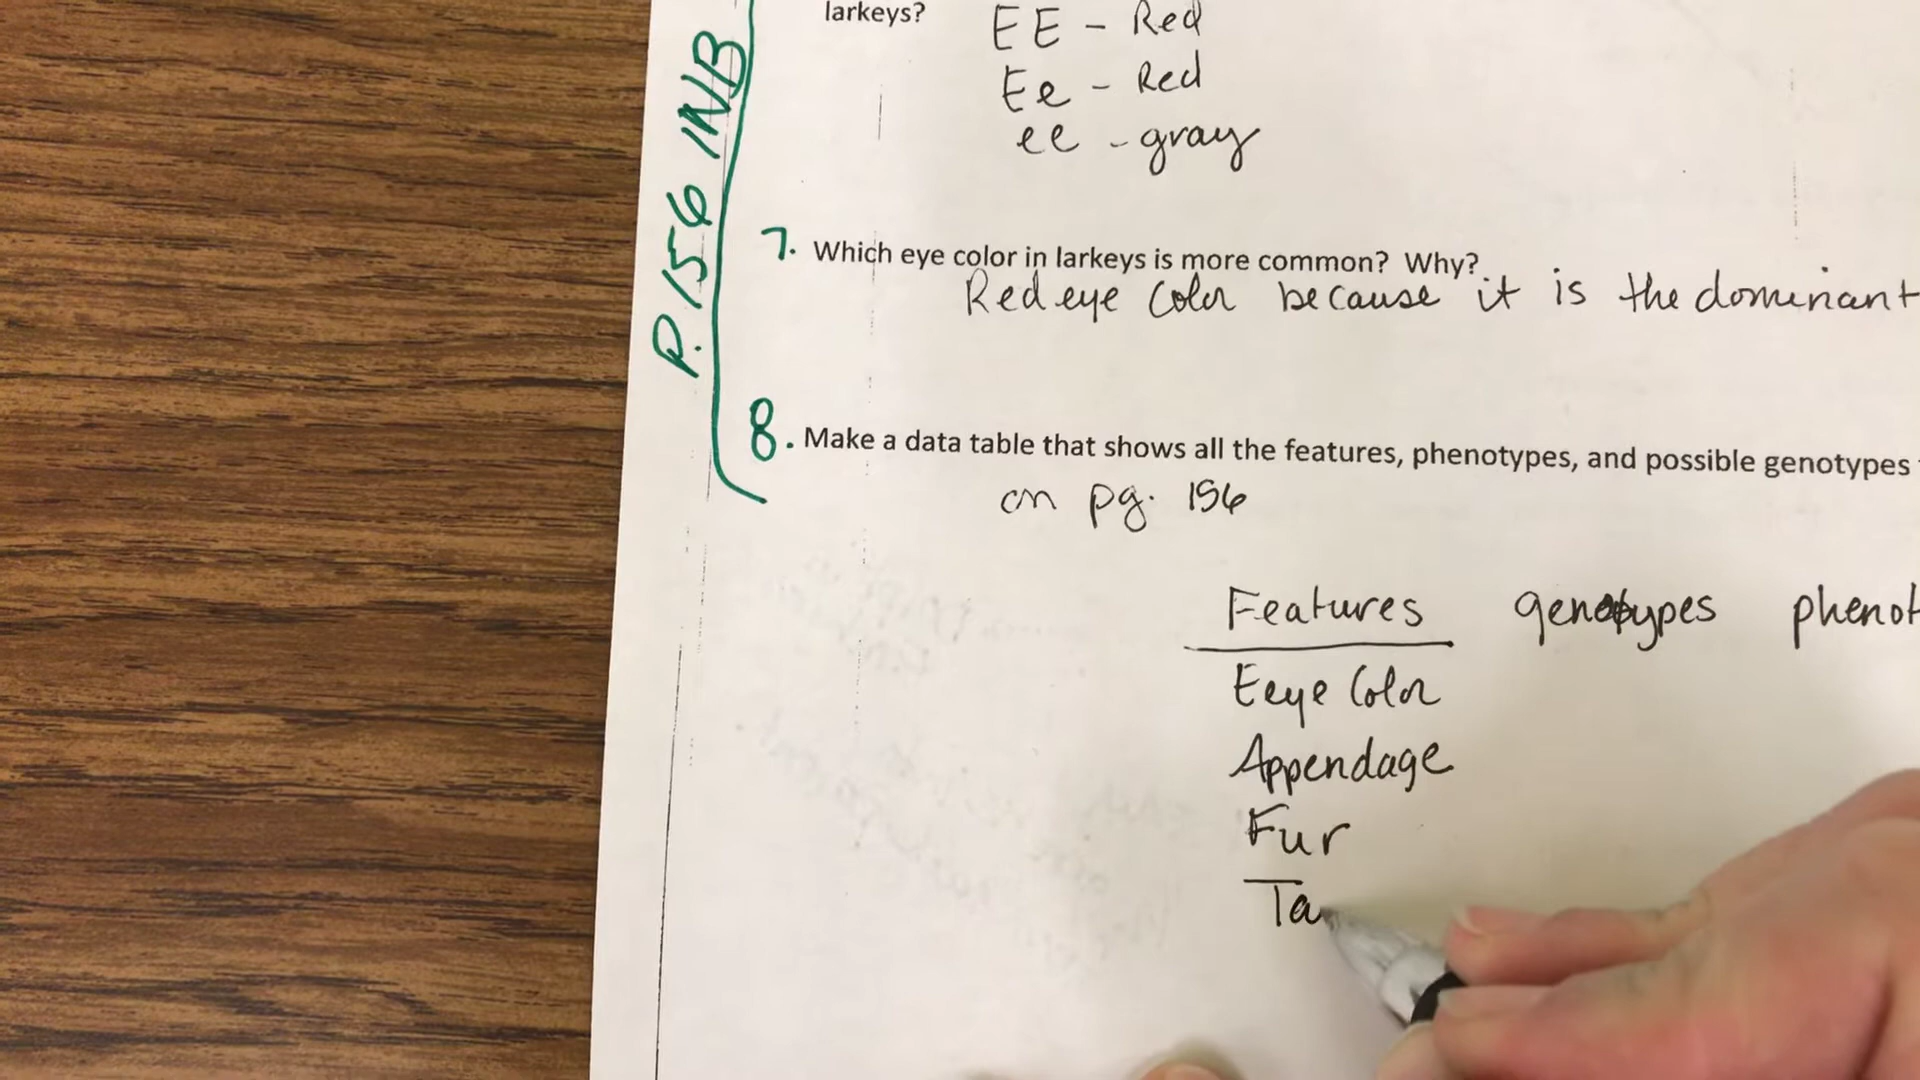 larkeys?
EE - Red
Ee - Red
ee - gray
P. 156 INB
7. Which eye color in larkeys is more common? Why?
Red eye color because it is the dominant
8. Make a data table that shows all the features, phenotypes, and possible genotypes
on pg. 156
Features genotypes phenot
Eeye Color
Appendage
Fur
Ta